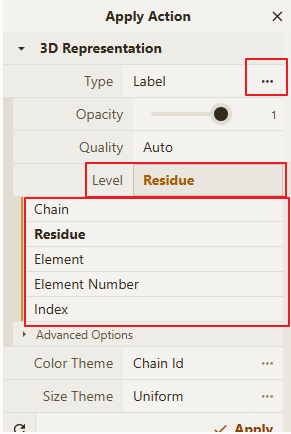 Apply Action
3D Representation
Type Label
Opacity 1
Quality Auto
Level Residue
Chain
Residue
Element
Element Number
Index
Advanced Options
Color Theme Chain Id
Size Theme Uniform
Apply